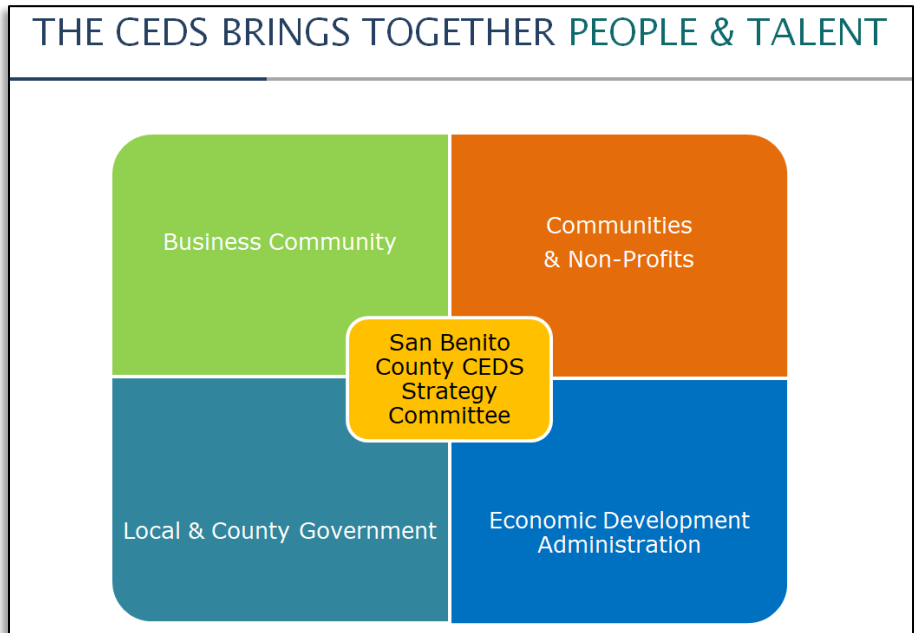 THE CEDS BRINGS TOGETHER PEOPLE & TALENT
Business Community
Communities
& Non-Profits
San Benito
County CEDS
Strategy
Committee
Local & County Government
Economic Development
Administration